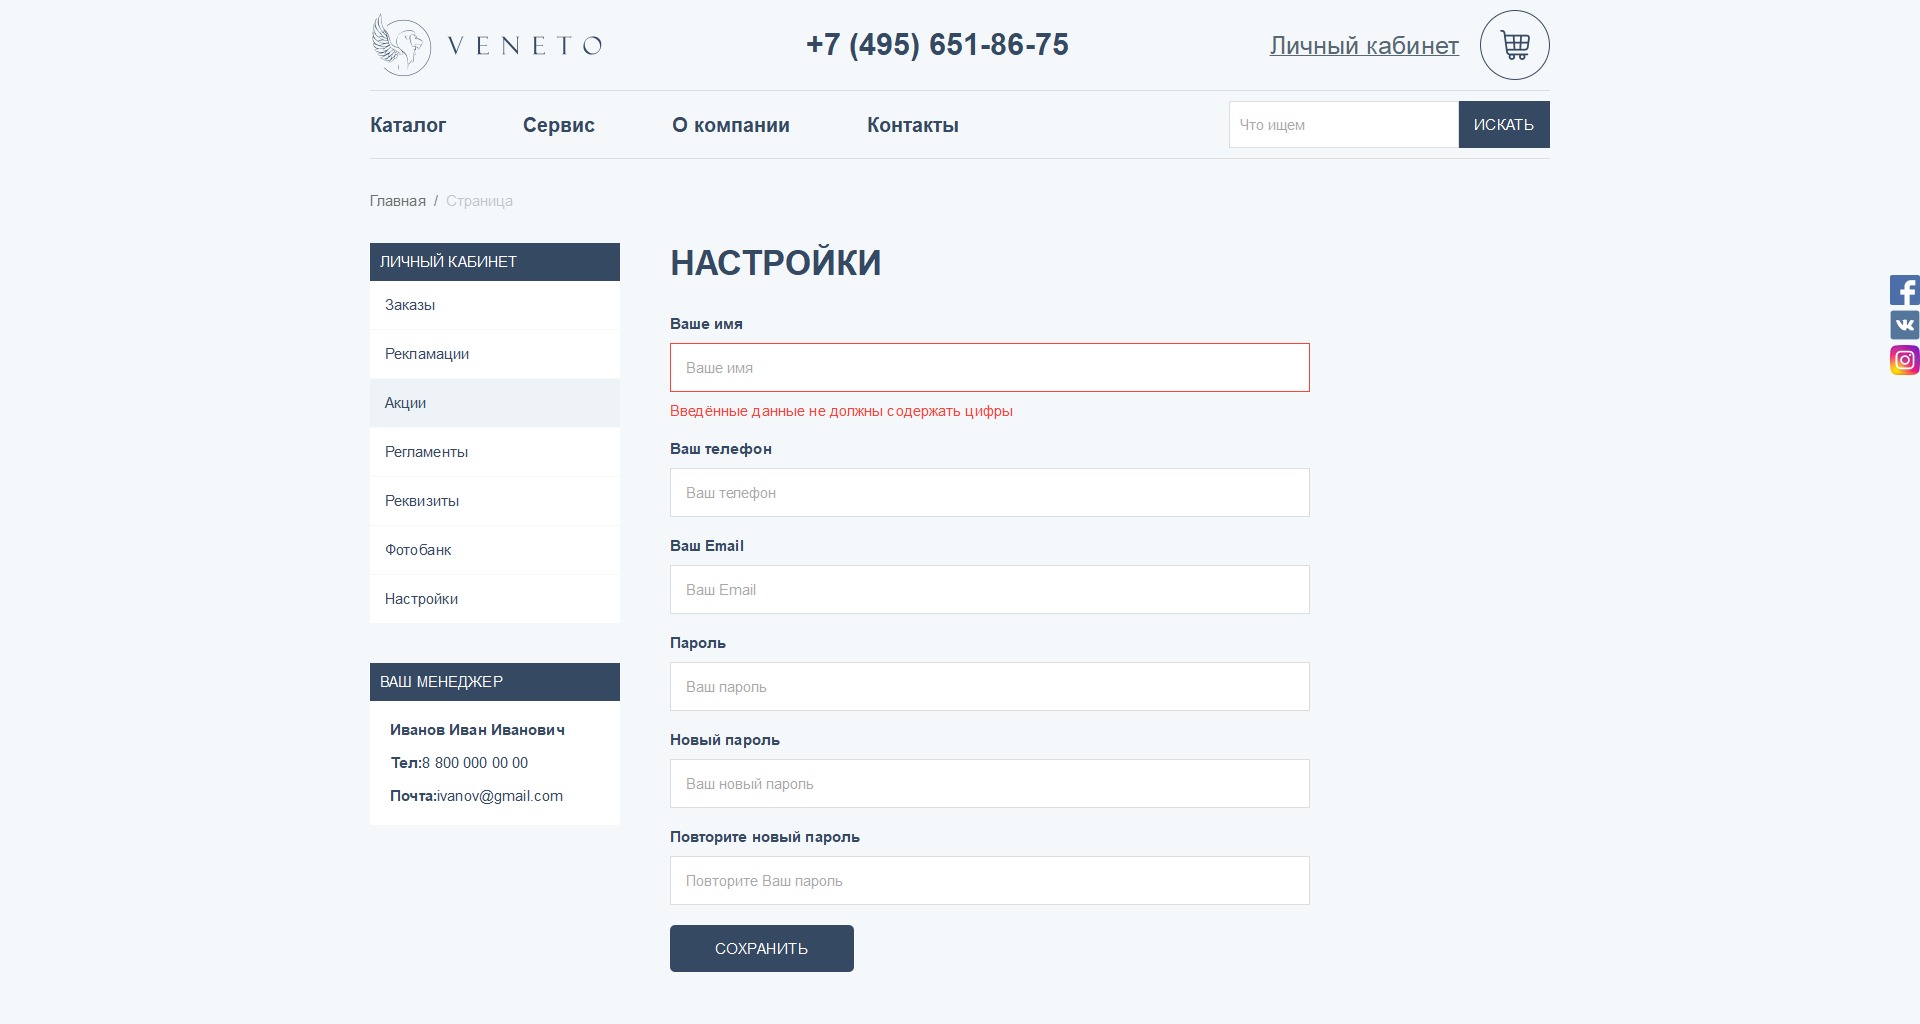 VENETO
+7 (495) 651-86-75
Личный кабинет
Каталог
Сервис
О компании
Контакты
Что ищем
ИСКАТЬ
Главная / Страница
ЛИЧНЫЙ КАБИНЕТ
Заказы
Рекламации
Акции
Регламенты
Реквизиты
Фотобанк
Настройки
ВАШ МЕНЕДЖЕР
Иванов Иван Иванович
Тел:8 800 000 00 00
Почта:ivanov@gmail.com
НАСТРОЙКИ
Ваше имя
Ваше имя
Введённые данные не должны содержать цифры
Ваш телефон
Ваш телефон
Ваш Email
Ваш Email
Пароль
Ваш пароль
Новый пароль
Ваш новый пароль
Повторите новый пароль
Повторите Ваш пароль
СОХРАНИТЬ